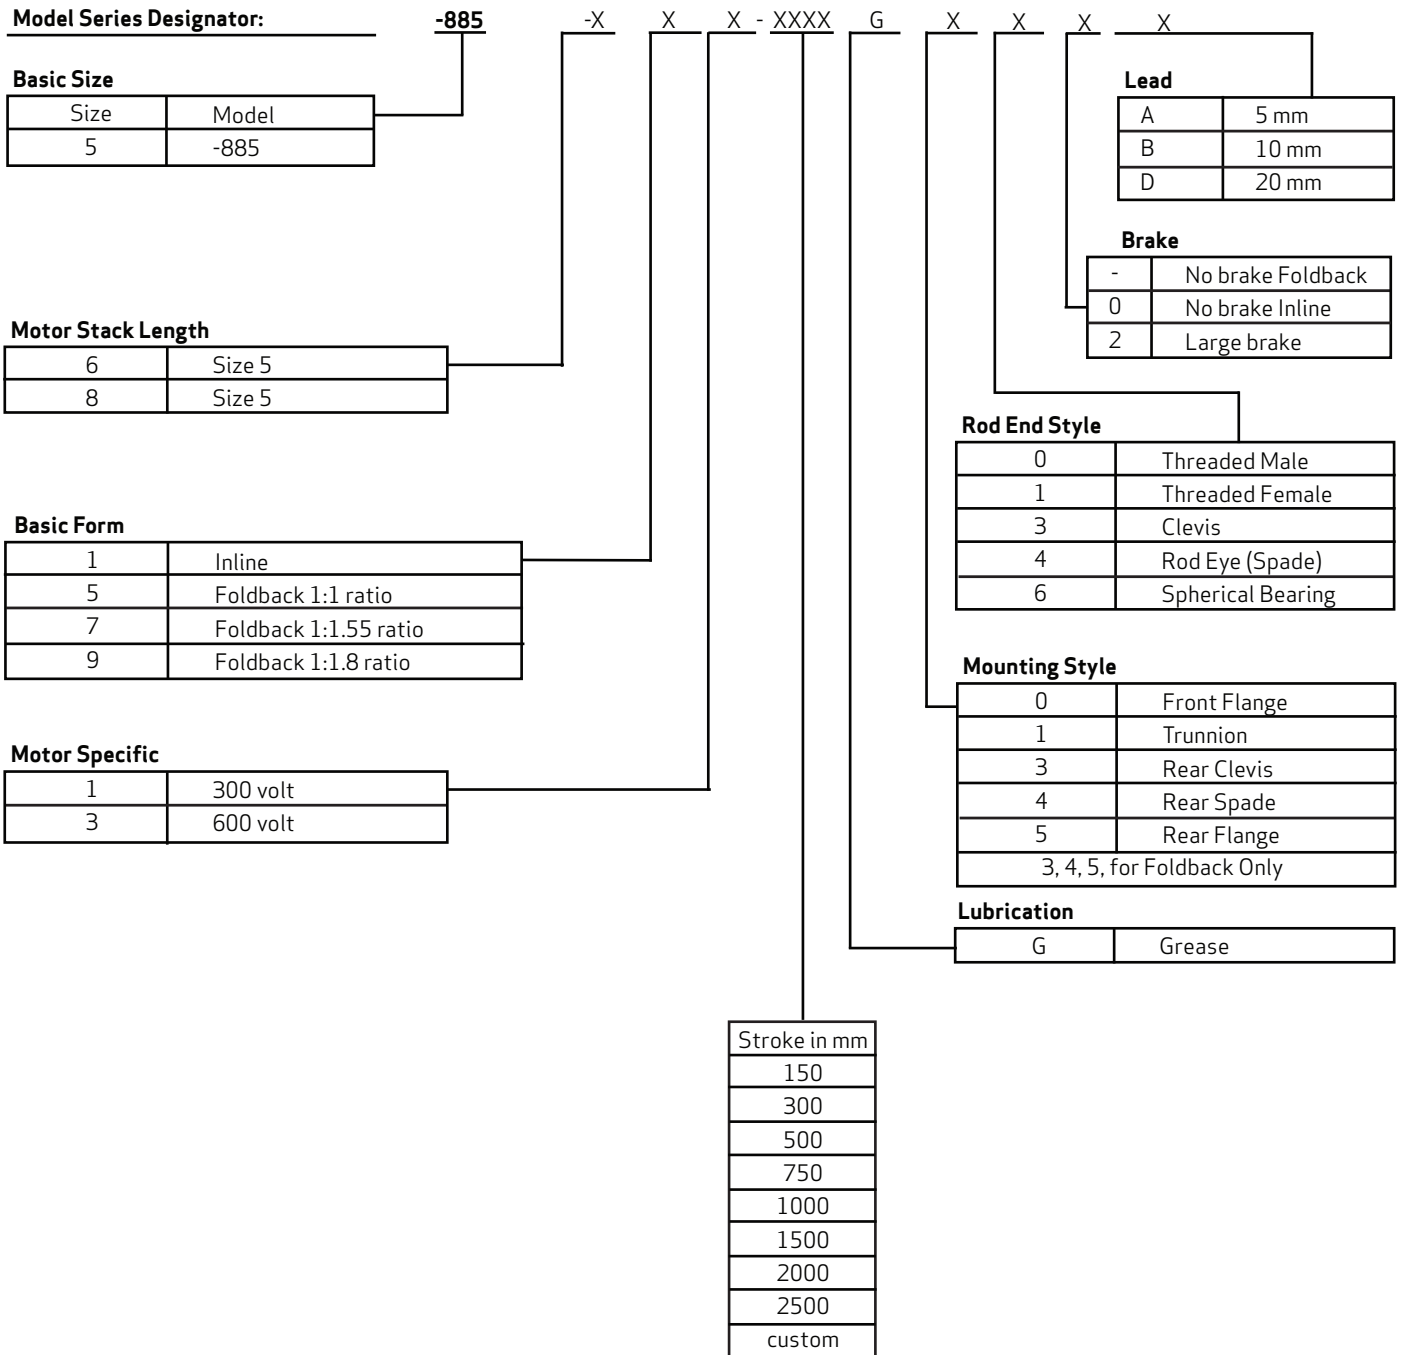 Model Series Designator: -885 -X X X - XXXX G X X X X
Basic Size
Size Model
5 -885
Lead
A 5 mm
B 10 mm
D 20 mm
Brake
- No brake Foldback
0 No brake Inline
2 Large brake
Motor Stack Length
6 Size 5
8 Size 5
Rod End Style
0 Threaded Male
1 Threaded Female
3 Clevis
4 Rod Eye (Spade)
6 Spherical Bearing
Basic Form
1 Inline
5 Foldback 1:1 ratio
7 Foldback 1:1.55 ratio
9 Foldback 1:1.8 ratio
Mounting Style
0 Front Flange
1 Trunnion
3 Rear Clevis
4 Rear Spade
5 Rear Flange
3, 4, 5, for Foldback Only
Motor Specific
1 300 volt
3 600 volt
Lubrication
G Grease
Stroke in mm
150
300
500
750
1000
1500
2000
2500
custom